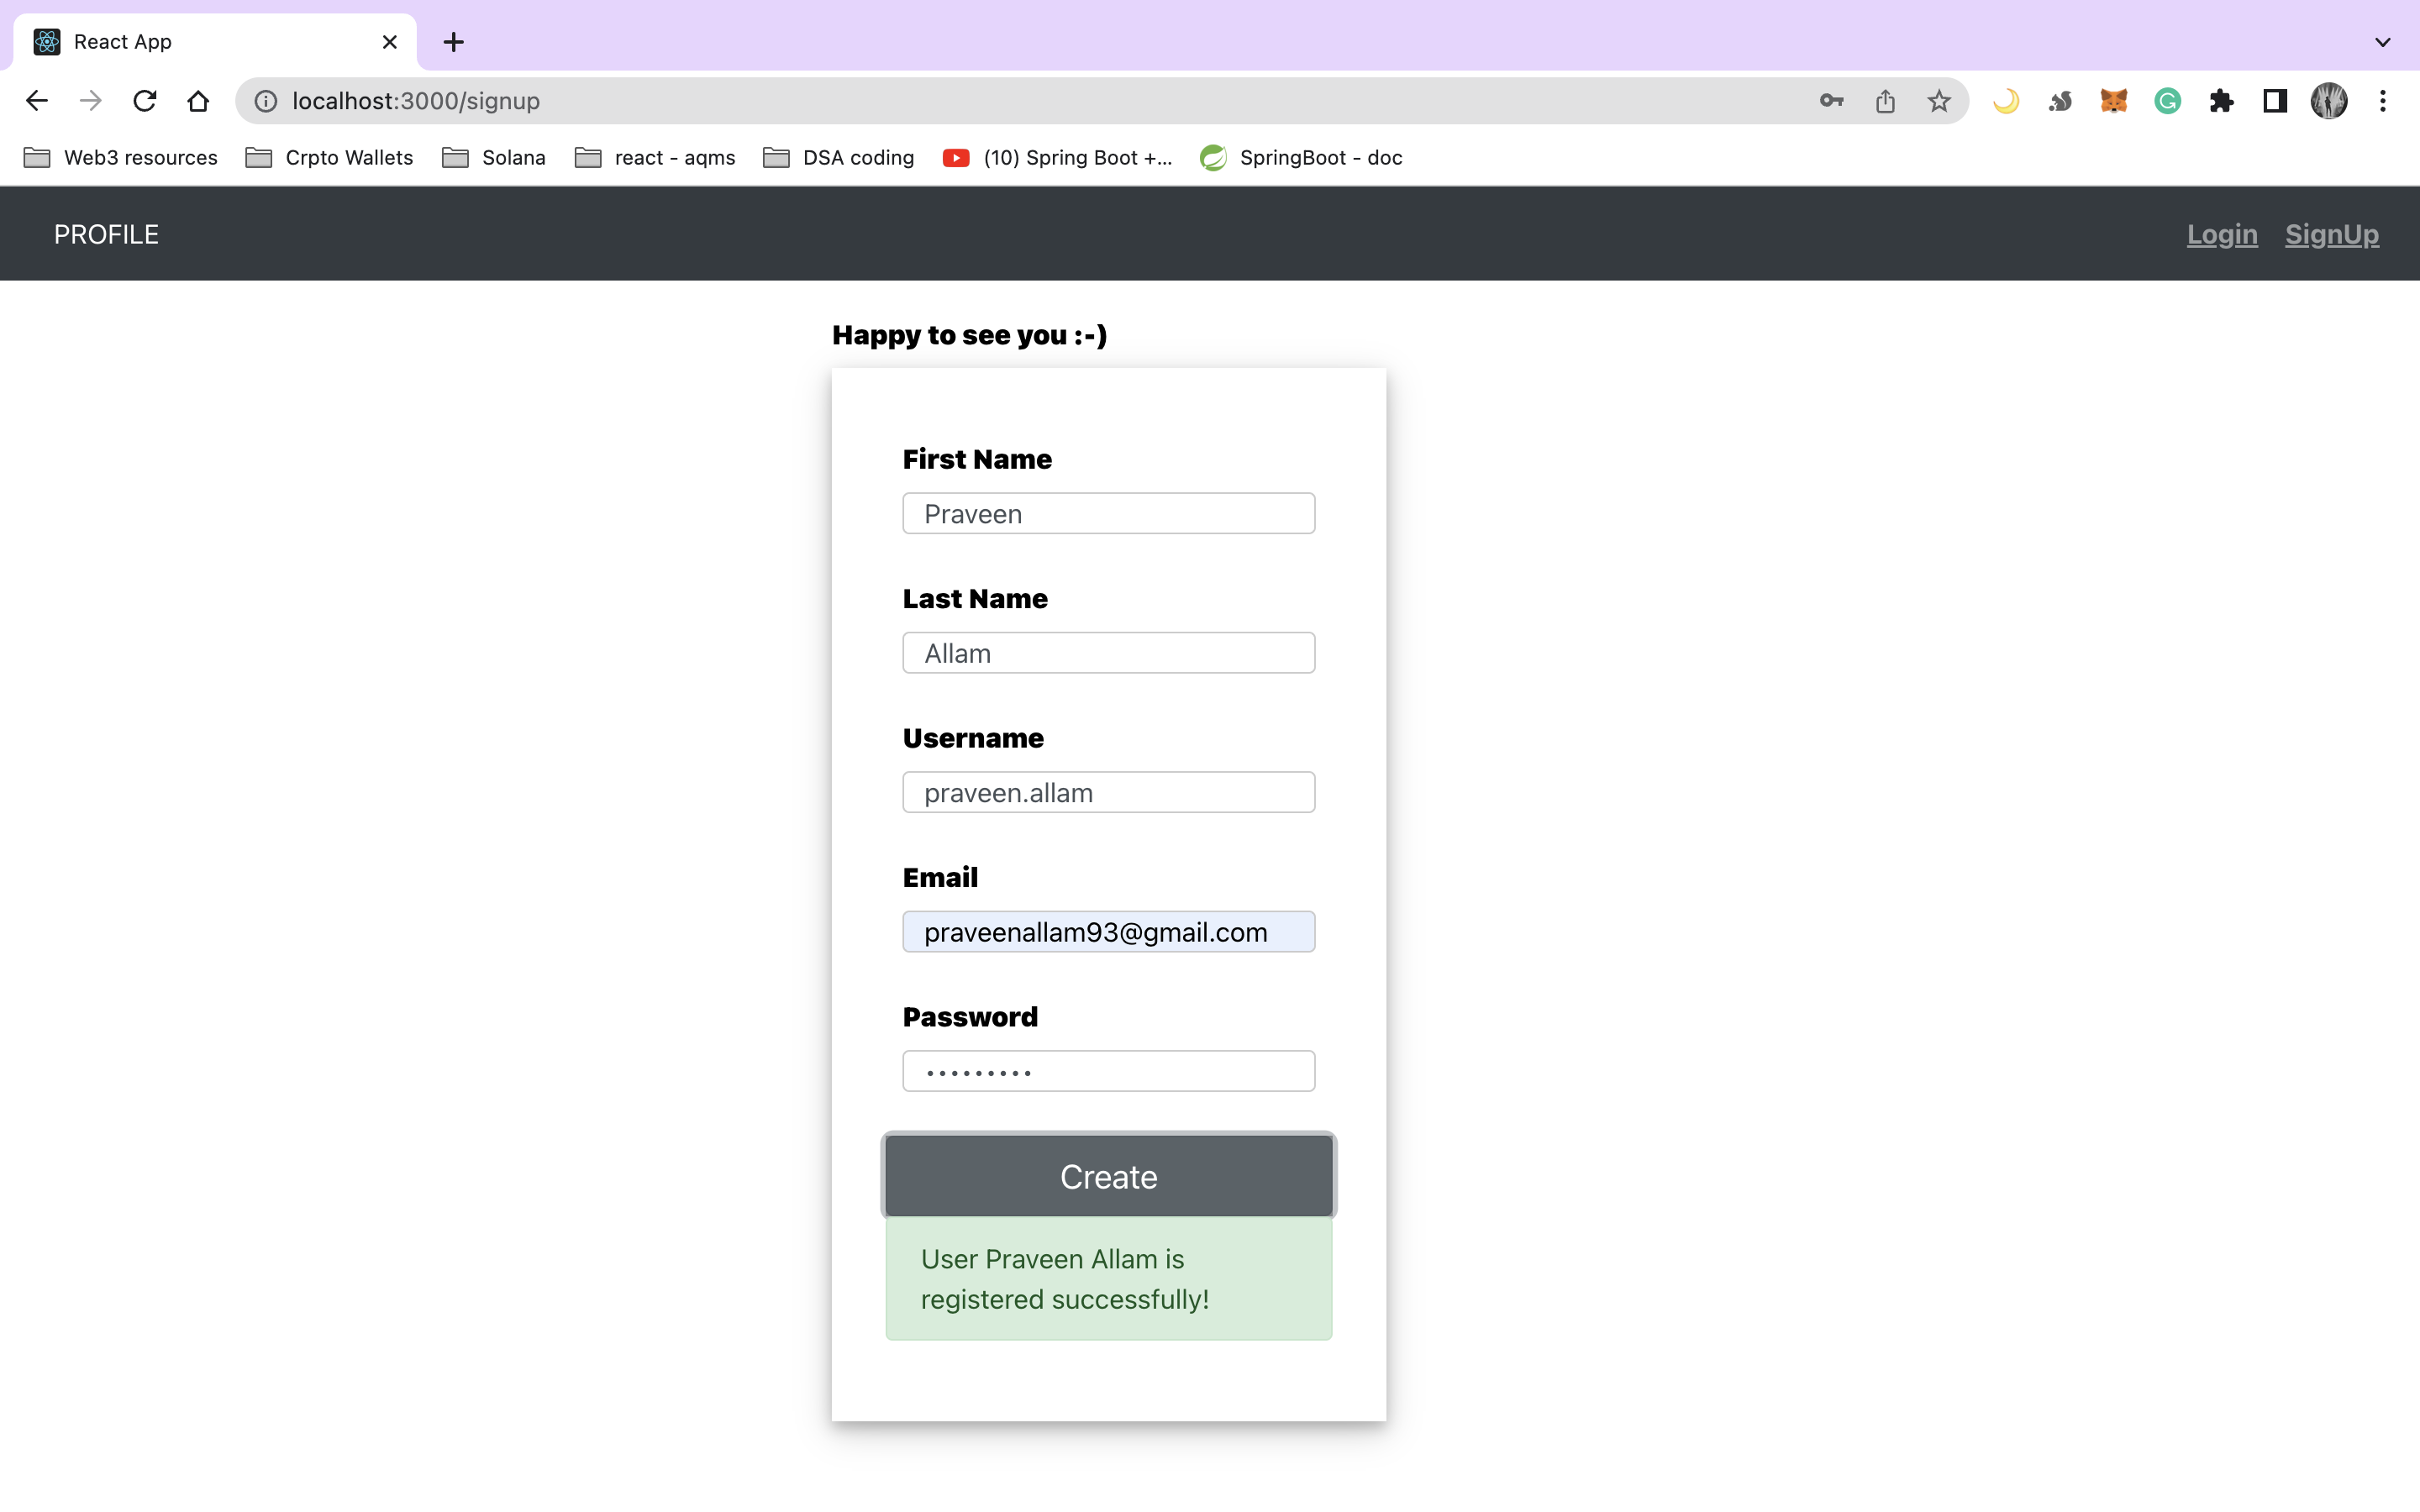 React App
localhost:3000/signup
Web3 resources Crpto Wallets Solana react - aqms DSA coding (10) Spring Boot +... SpringBoot - doc
PROFILE Login SignUp
Happy to see you :-)
First Name
Praveen
Last Name
Allam
Username
praveen.allam
Email
praveenallam93@gmail.com
Password
•••••••••
Create
User Praveen Allam is
registered successfully!